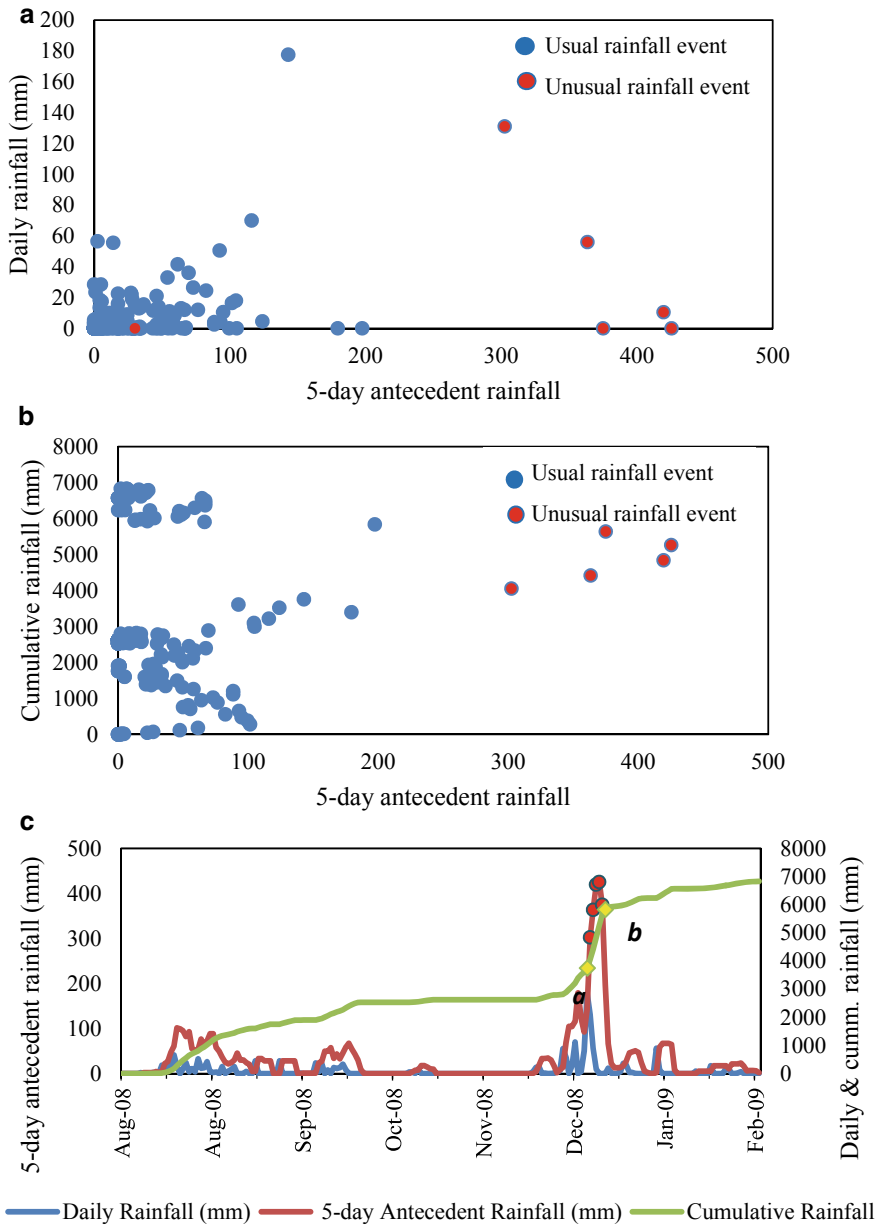 a
200
180
160
140
120
100
80
60
40
20
0
Daily rainfall (mm)
Usual rainfall event
Unusual rainfall event
0 100 200 300 400 500
5-day antecedent rainfall
b
8000
7000
6000
5000
4000
3000
2000
1000
0
Cumulative rainfall (mm)
Usual rainfall event
Unusual rainfall event
0 100 200 300 400 500
5-day antecedent rainfall
c
5-day antecedent rainfall (mm)
500
400
300
200
100
0
a
b
8000
7000
6000
5000
4000
3000
2000
1000
0
Daily & cumm. rainfall (mm)
Aug-08
Aug-08
Sep-08
Oct-08
Nov-08
Dec-08
Jan-09
Feb-09
Daily Rainfall (mm) 5-day Antecedent Rainfall (mm) Cumulative Rainfall